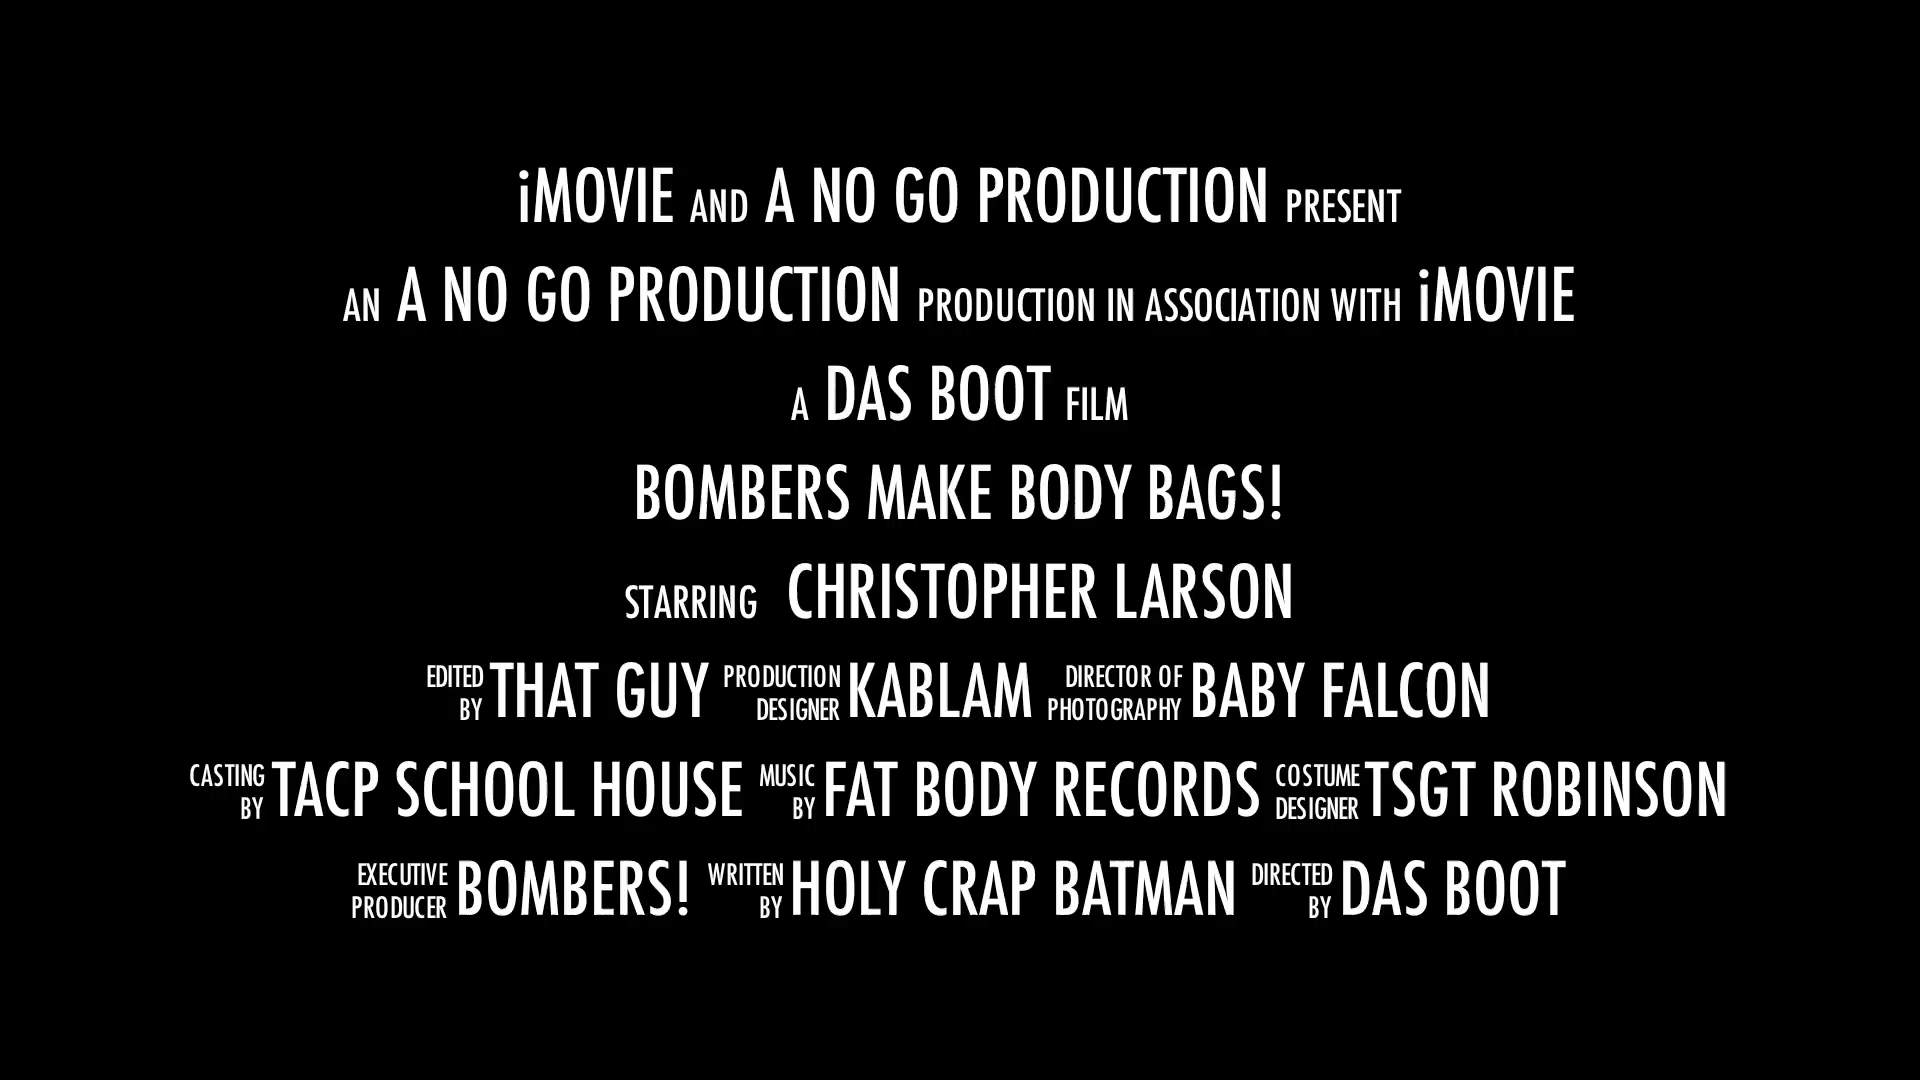 iMOVIE AND A NO GO PRODUCTION PRESENT
AN A NO GO PRODUCTION PRODUCTION IN ASSOCIATION WITH iMOVIE
A DAS BOOT FILM
BOMBERS MAKE BODY BAGS!
STARRING CHRISTOPHER LARSON
EDITED BY THAT GUY PRODUCTION DESIGNER KABLAM DIRECTOR OF PHOTOGRAPHY BABY FALCON
CASTING BY TACP SCHOOL HOUSE MUSIC BY FAT BODY RECORDS COSTUME DESIGNER TSGT ROBINSON
EXECUTIVE PRODUCER BOMBERS! WRITTEN BY HOLY CRAP BATMAN DIRECTED BY DAS BOOT